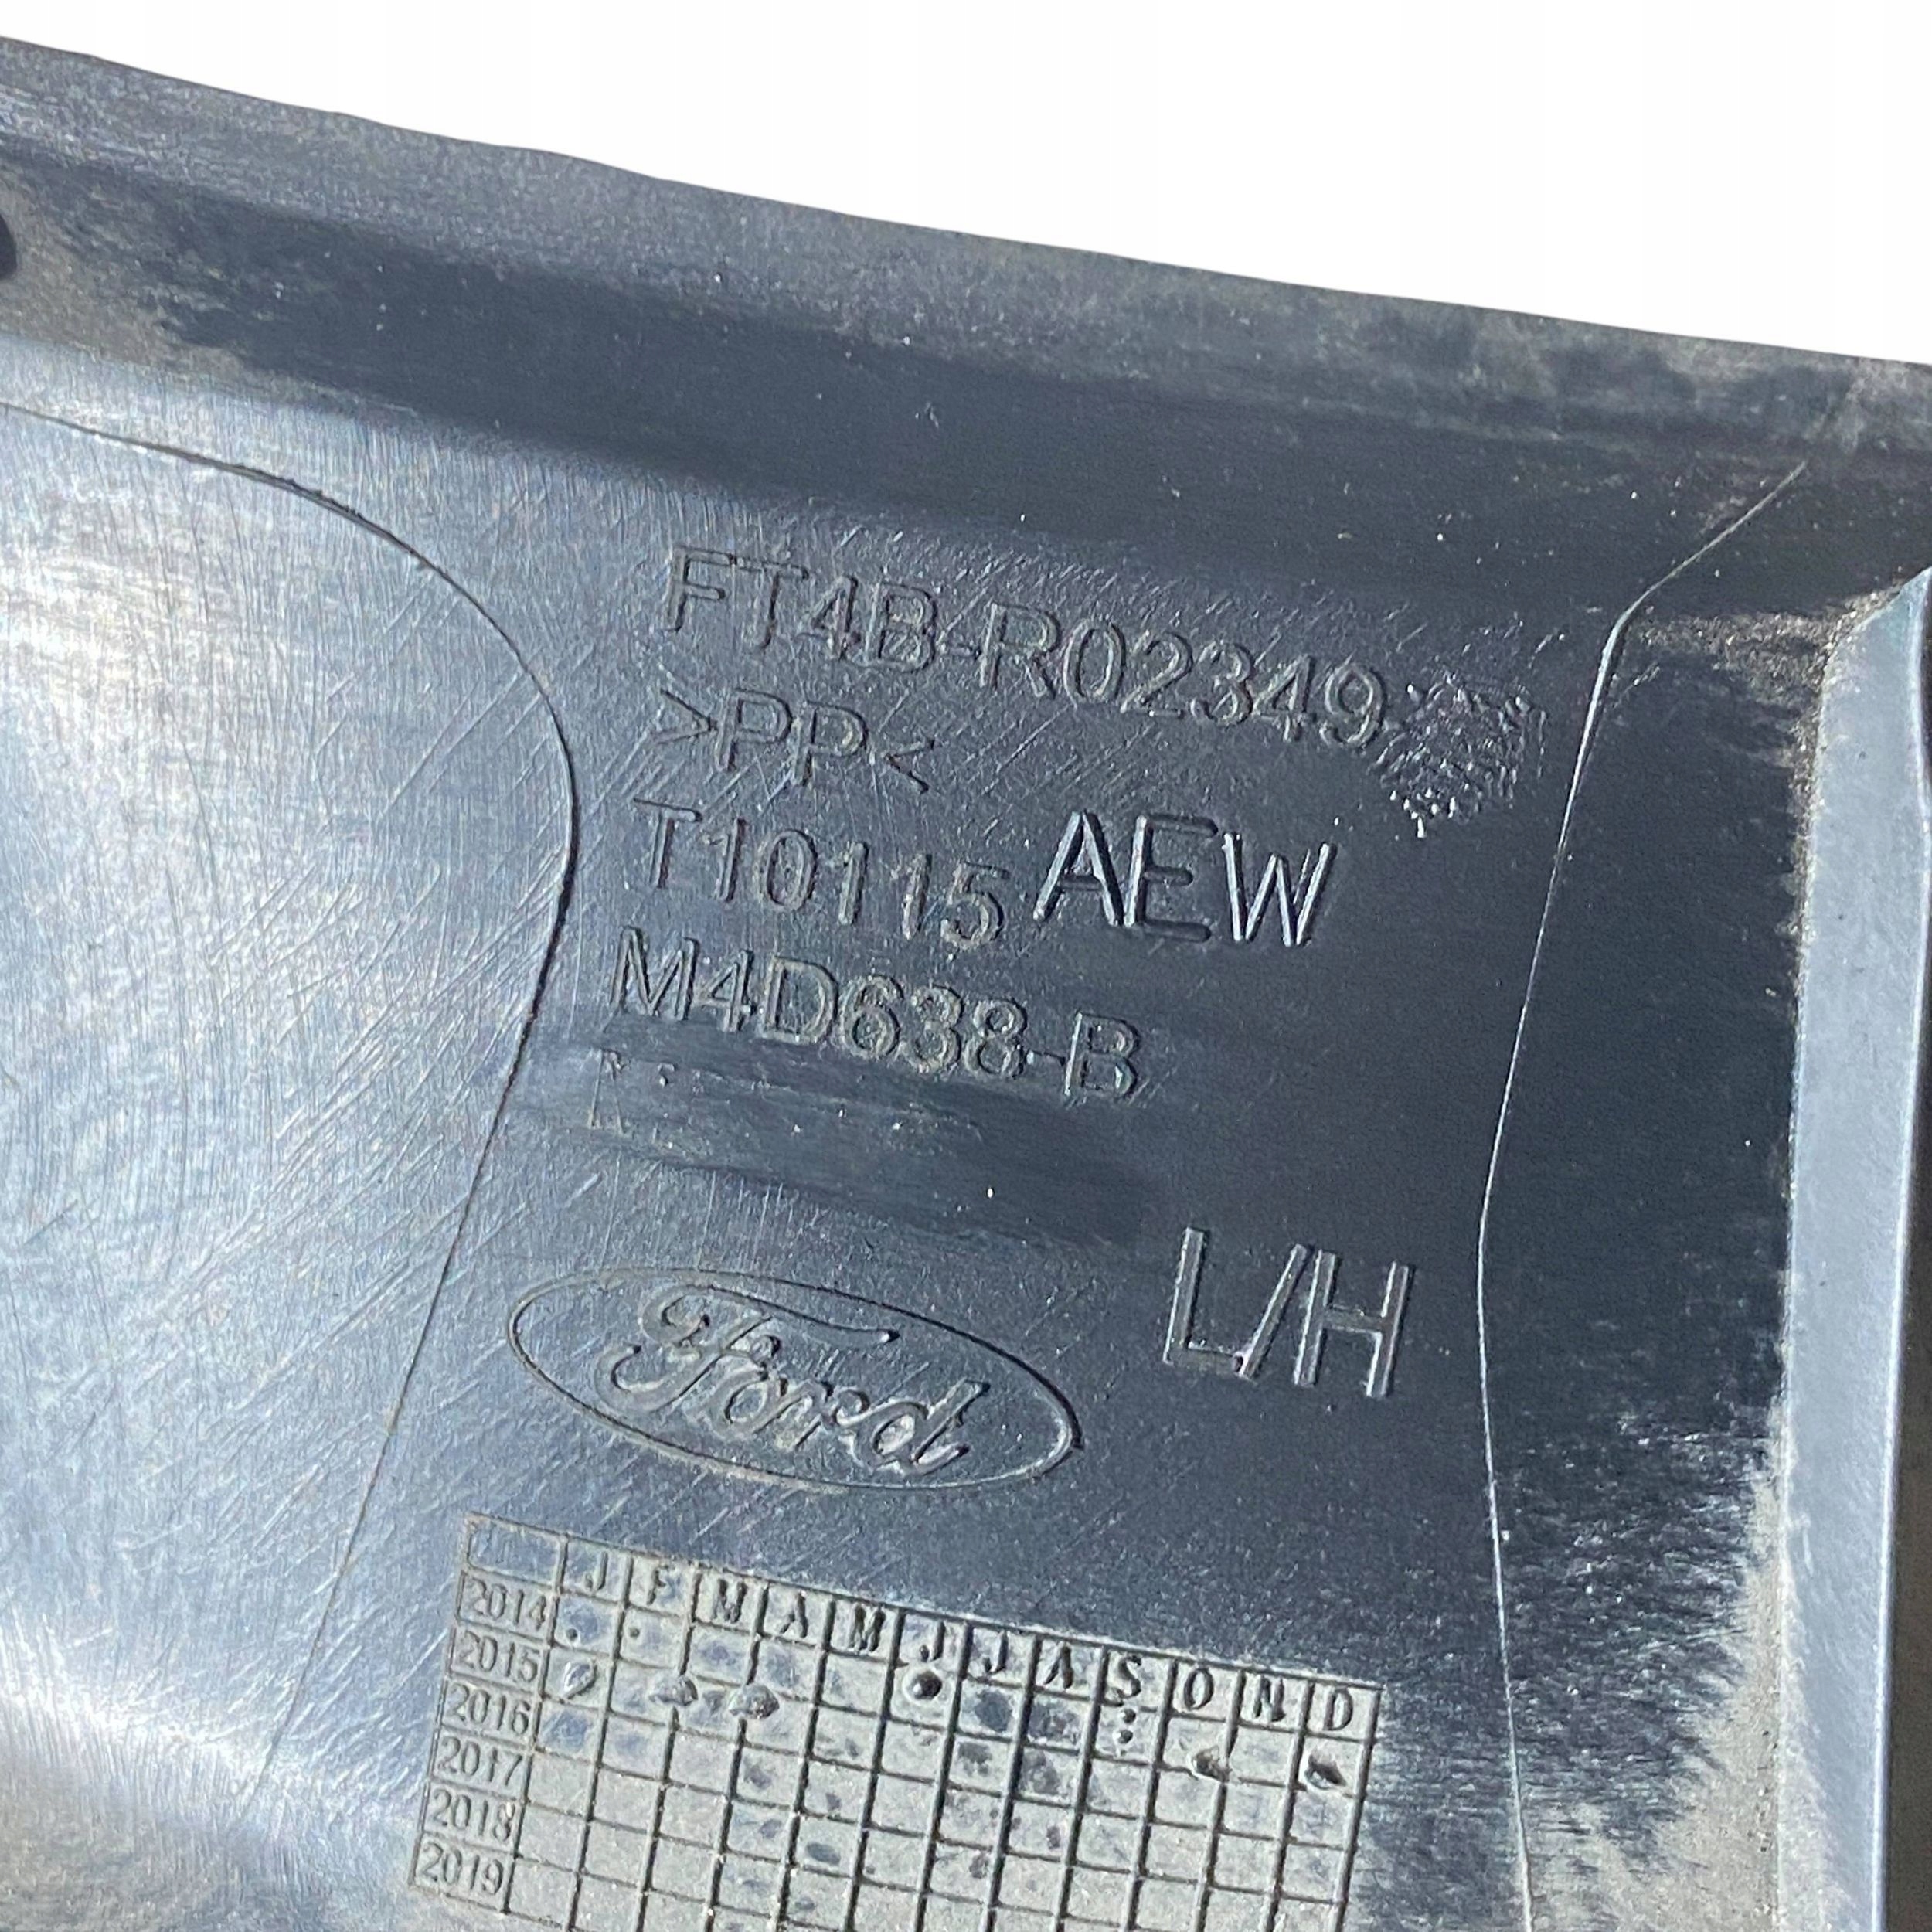 FT4B-R02349
>PP<
T10115 AEW
M4D638-B
L/H
Ford
J F M A M J J A S O N D
2014
2015
2016
2017
2018
2019